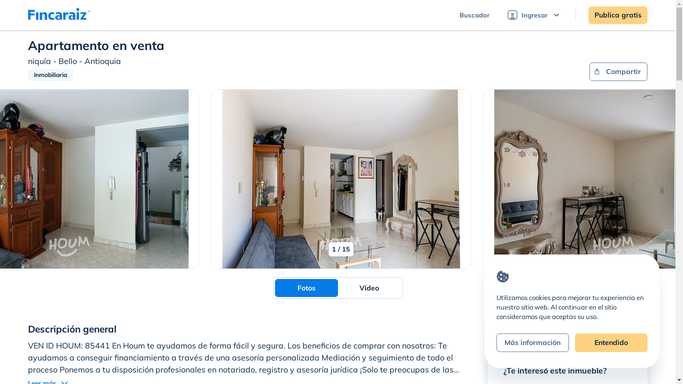 Fincaraiz
Buscador
Ingresar
Publica gratis
Apartamento en venta
niquía - Bello - Antioquia
Inmobiliaria
Compartir
HOUM
HOUM
HOUM
1 / 15
Fotos
Video
Descripción general
VEN ID HOUM: 85441 En Houm te ayudamos de forma fácil y segura. Los beneficios de comprar con nosotros: Te
ayudamos a conseguir financiamiento a través de una asesoría personalizada Mediación y seguimiento de todo el
proceso Ponemos a tu disposición profesionales en notariado, registro y asesoría jurídica ¡Solo te preocupas de las...
Leer más
Utilizamos cookies para mejorar tu experiencia en
nuestro sitio web. Al continuar en el sitio
consideramos que aceptas su uso.
Más información
Entendido
¿Te interesó este inmueble?